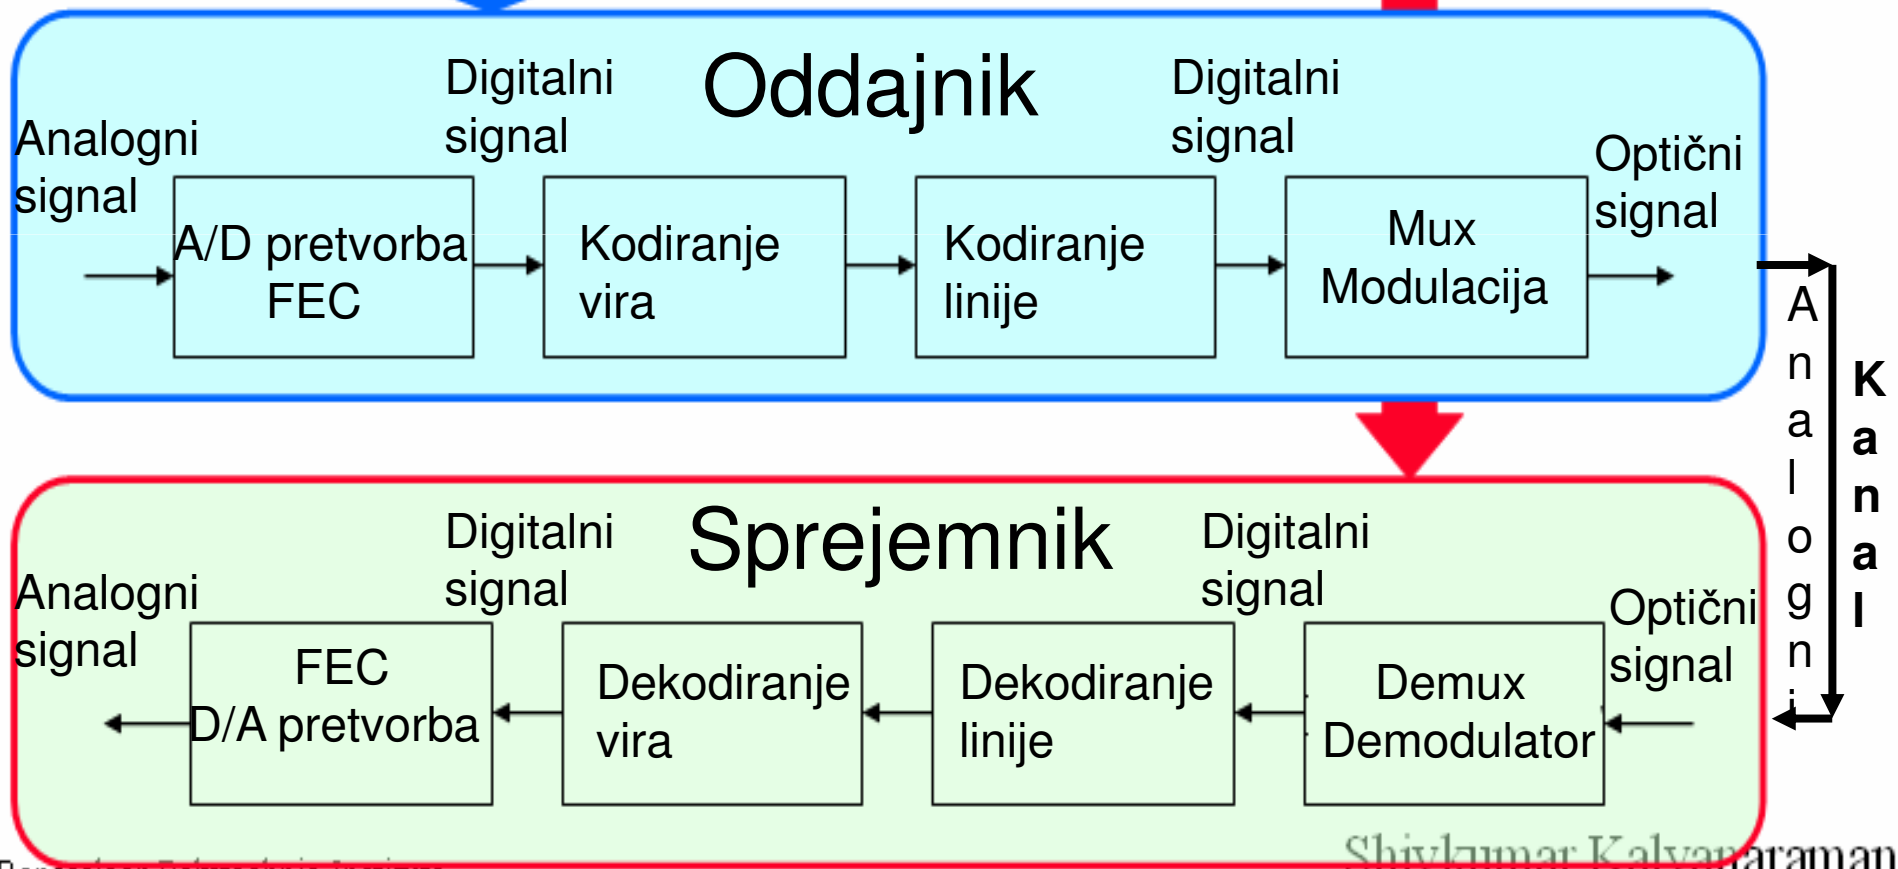 Oddajnik
Analogni
signal
Digitalni
signal
Digitalni
signal
Optični
signal
A/D pretvorba
FEC
Kodiranje
vira
Kodiranje
linije
Mux
Modulacija
Analogni
Kanal
Sprejemnik
Analogni
signal
Digitalni
signal
Digitalni
signal
Optični
signal
FEC
D/A pretvorba
Dekodiranje
vira
Dekodiranje
linije
Demux
Demodulator
Shivkumar Kalyanaraman